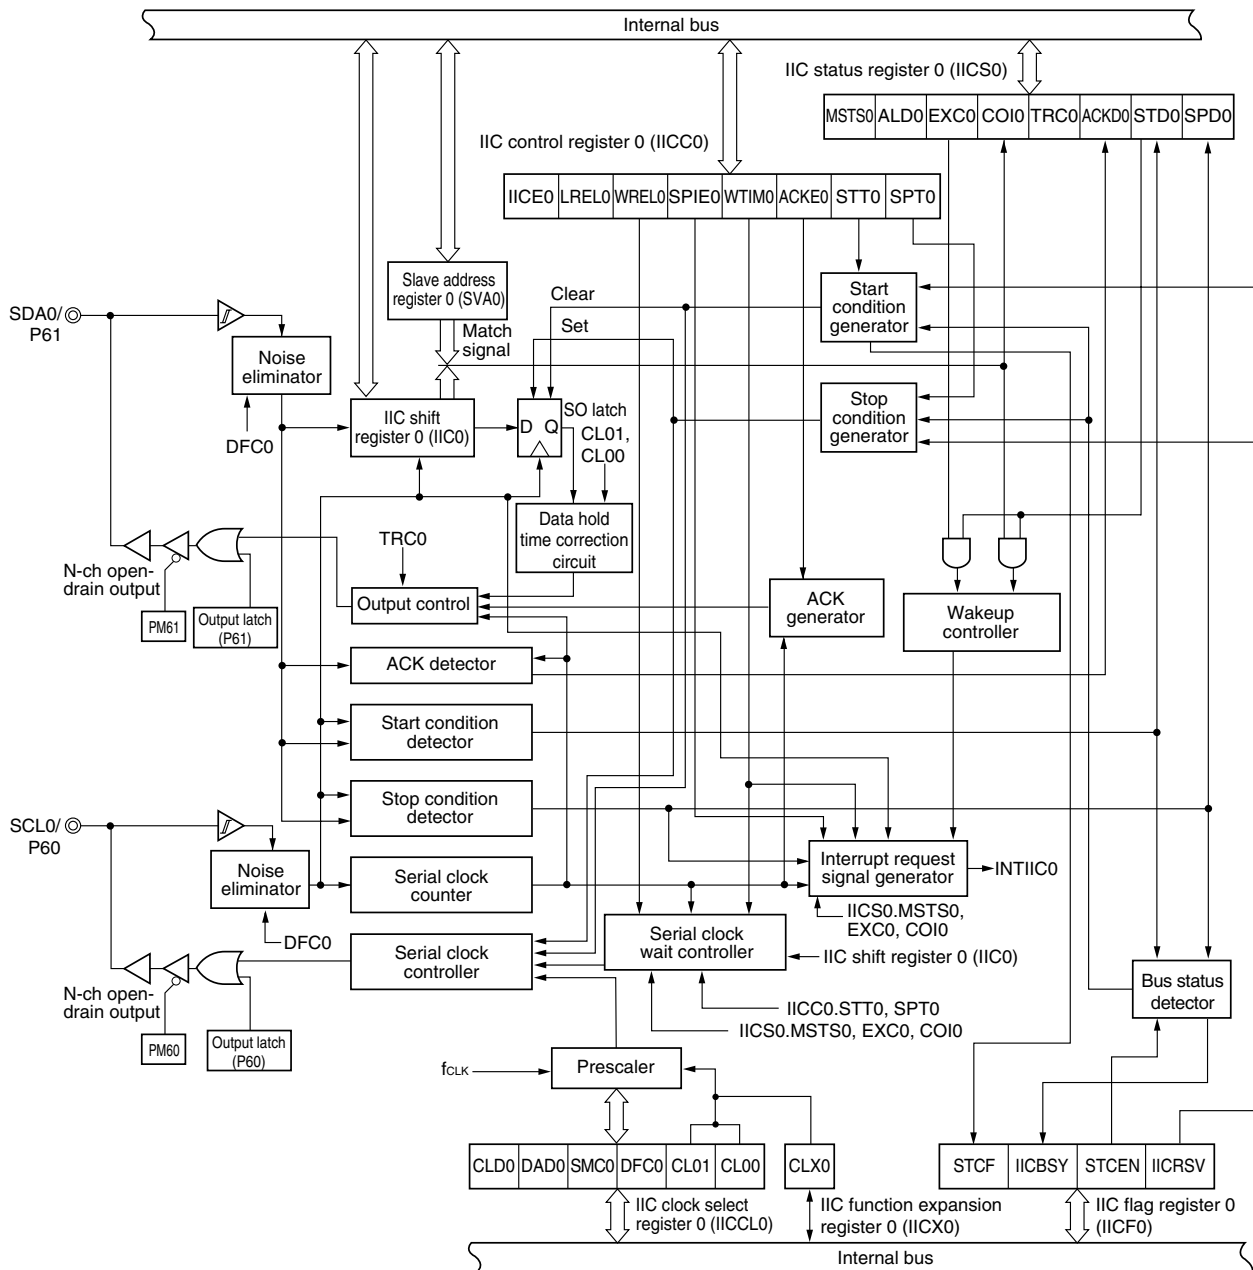 Internal bus
IIC status register 0 (IICS0)
MSTS0 ALD0 EXC0 COI0 TRC0 ACKD0 STD0 SPD0
IIC control register 0 (IICC0)
IICE0 LREL0 WREL0 SPIE0 WTIM0 ACKE0 STT0 SPT0
Slave address
register 0 (SVA0)
Clear
Start
condition
generator
SDA0/
P61
Set
Match
signal
Noise
eliminator
DFC0
IIC shift
register 0 (IIC0)
D Q
SO latch
CL01,
CL00
Stop
condition
generator
Data hold
time correction
circuit
TRC0
N-ch open-
drain output
PM61
Output latch
(P61)
Output control
ACK
generator
Wakeup
controller
ACK detector
Start condition
detector
Stop condition
detector
SCL0/
P60
Noise
eliminator
DFC0
Serial clock
counter
Interrupt request
signal generator
INTIIC0
IICS0.MSTS0,
EXC0, COI0
Serial clock
controller
Serial clock
wait controller
IIC shift register 0 (IIC0)
Bus status
detector
N-ch open-
drain output
PM60
Output latch
(P60)
IICC0.STT0, SPT0
IICS0.MSTS0, EXC0, COI0
fCLK
Prescaler
CLD0 DAD0 SMC0 DFC0 CL01 CL00
CLX0
STCF IICBSY STCEN IICRSV
IIC clock select
register 0 (IICCL0)
IIC function expansion
register 0 (IICX0)
IIC flag register 0
(IICF0)
Internal bus